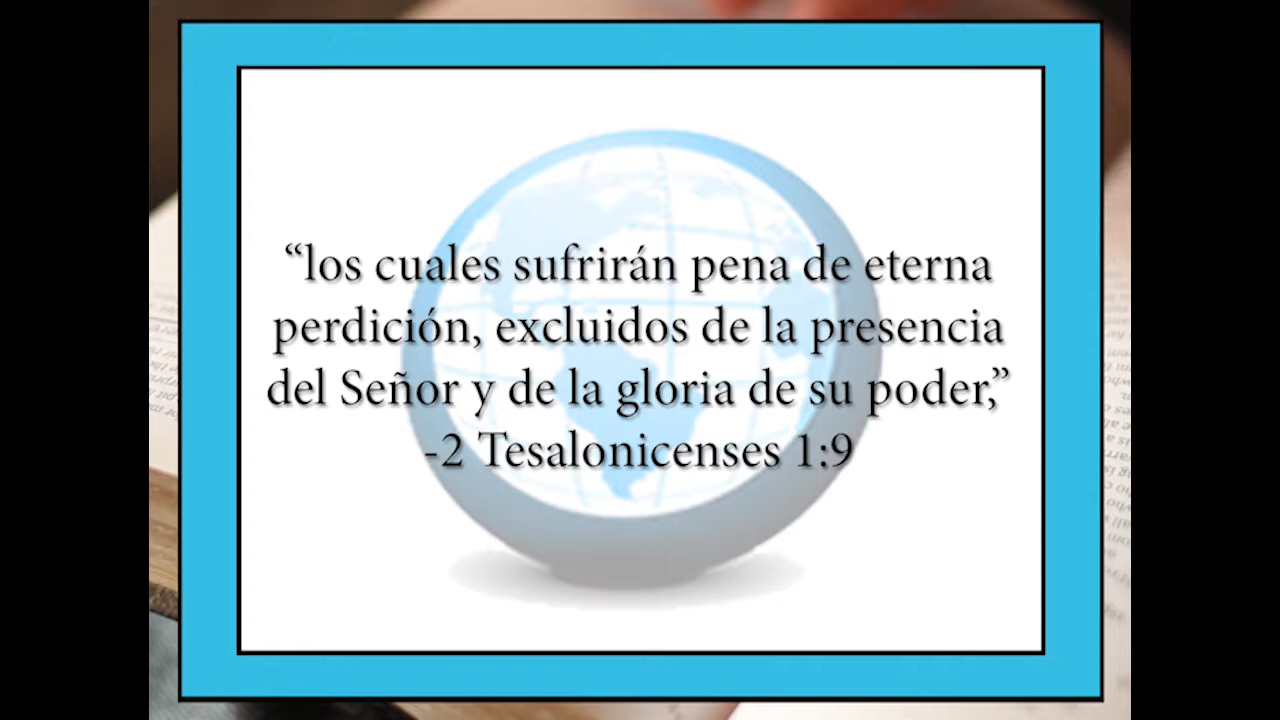 “los cuales sufrirán pena de eterna
perdición, excluidos de la presencia
del Señor y de la gloria de su poder,”
-2 Tesalonicenses 1:9